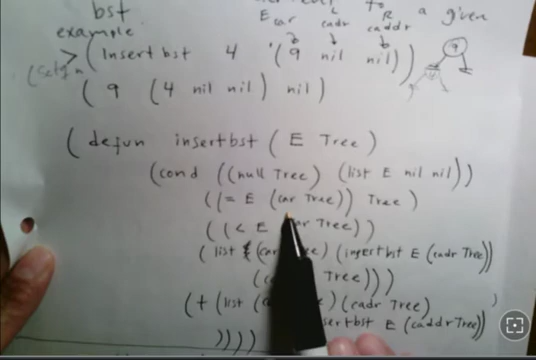 to a given
bst E car cadr caddr
example
> (Insert bst 4 '(9 nil nil))
(9 (4 nil nil) nil)
(defun insertbst (E Tree)
(cond ((null Tree) (list E nil nil))
((= E (car Tree)) Tree)
((< E Tree))
(list (insertbst E (cadr Tree))
Tree)))
(t (list (cadr Tree)
E (caddr Tree))
))))